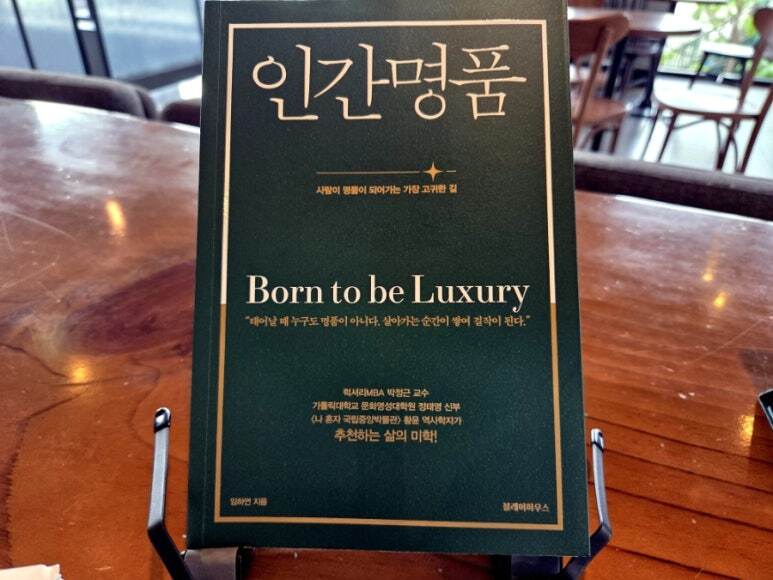 인간명품
사람이 명품이 되어가는 가장 고귀한 길
Born to be Luxury
“태어날 때 누구도 명품이 아니다. 살아가는 순간이 쌓여 걸작이 된다.”
럭셔리MBA 박정근 교수
가톨릭대학교 문화영성대학원 정태영 신부
〈나 혼자 국립중앙박물관〉 황윤 역사학자가
추천하는 삶의 미학!
임하연 지음
블레어하우스